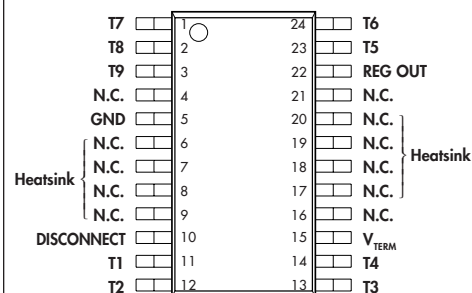 T7 1 24 T6
T8 2 23 T5
T9 3 22 REG OUT
N.C. 4 21 N.C.
GND 5 20 N.C.
N.C. 6 19 N.C.
N.C. 7 18 N.C.
Heatsink Heatsink
N.C. 8 17 N.C.
N.C. 9 16 N.C.
DISCONNECT 10 15 VTERM
T1 11 14 T4
T2 12 13 T3